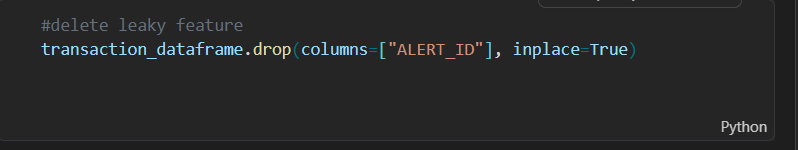 #delete leaky feature
transaction_dataframe.drop(columns=["ALERT_ID"], inplace=True)
Python